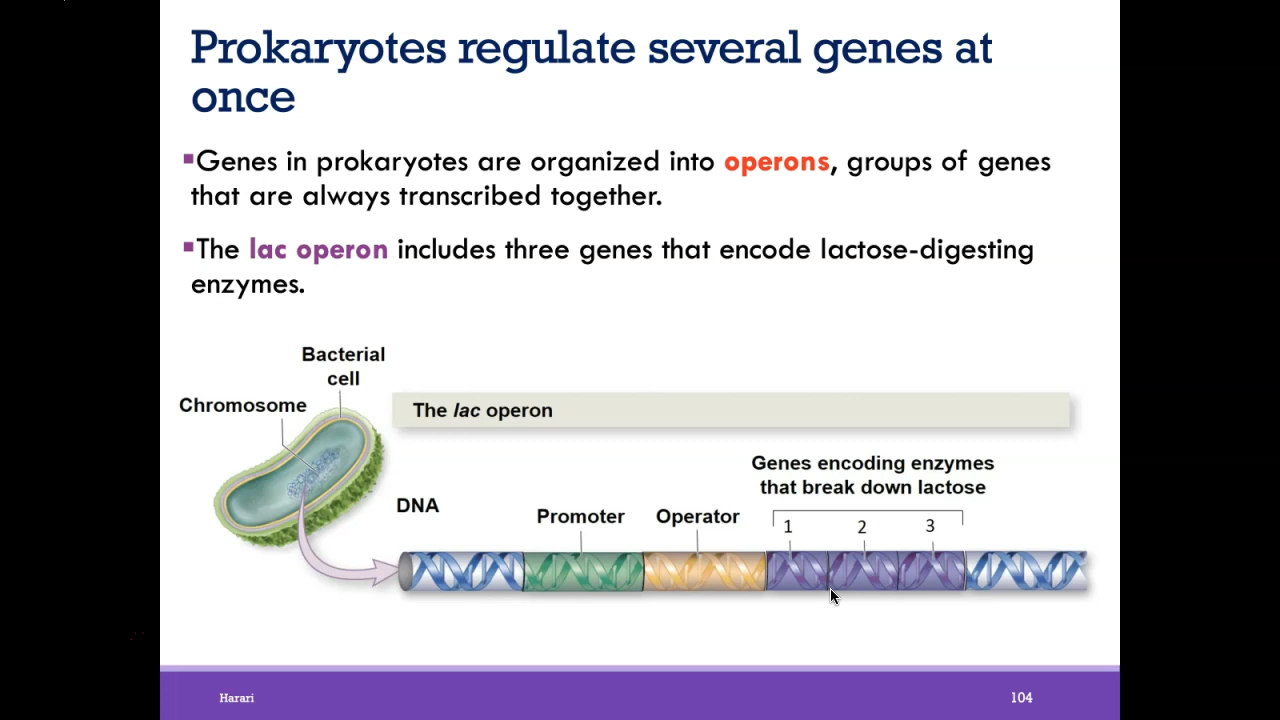 Prokaryotes regulate several genes at
once
▪Genes in prokaryotes are organized into operons, groups of genes
that are always transcribed together.
▪The lac operon includes three genes that encode lactose-digesting
enzymes.
Bacterial
cell
Chromosome
The lac operon
Genes encoding enzymes
that break down lactose
DNA
Promoter
Operator
1 2 3
Harari
104